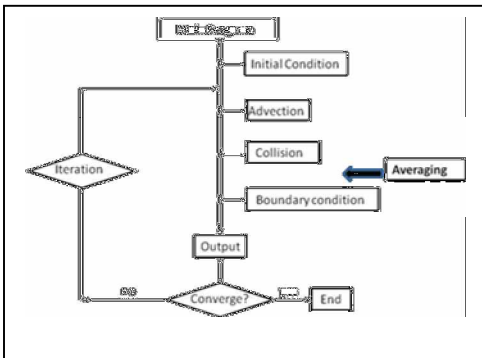 Initial Condition
Advection
Collision
Averaging
Iteration
Boundary condition
Output
Converge?
End